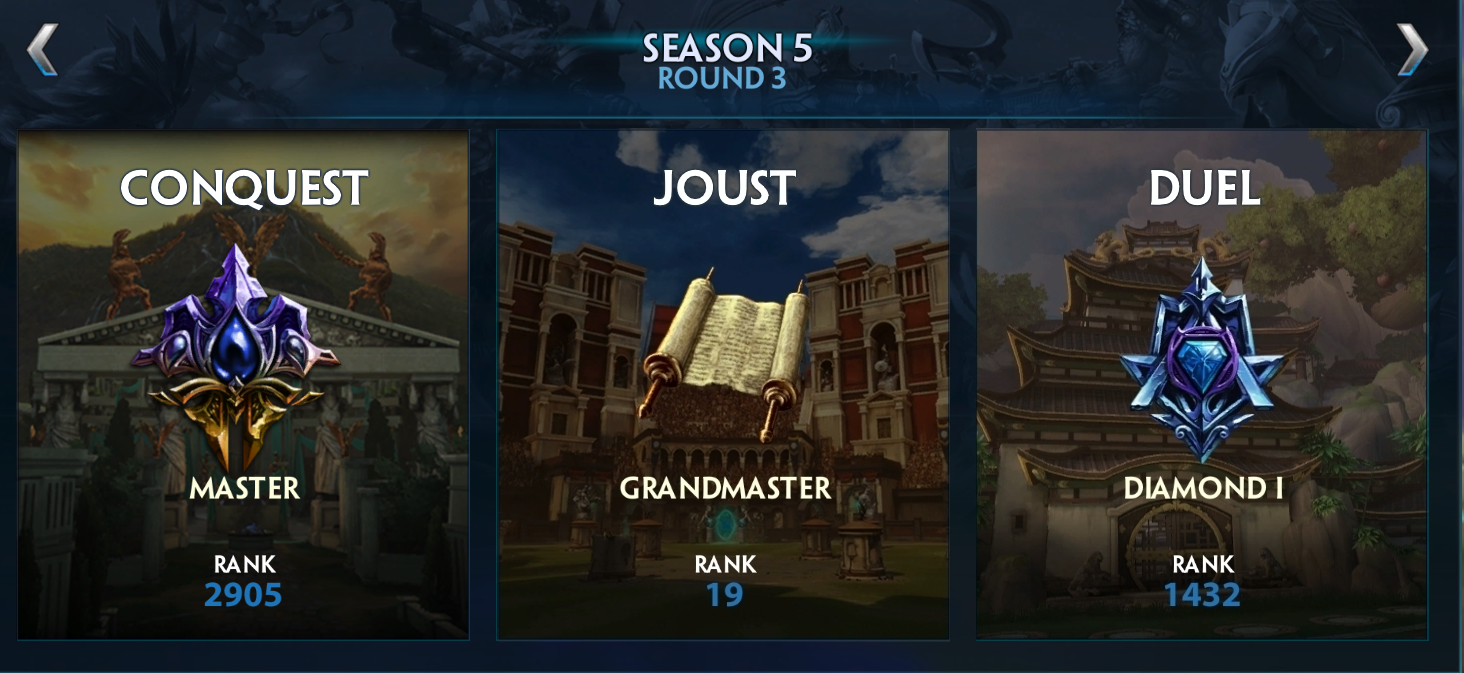 SEASON 5
ROUND 3
CONQUEST
MASTER
RANK
2905
JOUST
GRANDMASTER
RANK
19
DUEL
DIAMOND I
RANK
1432